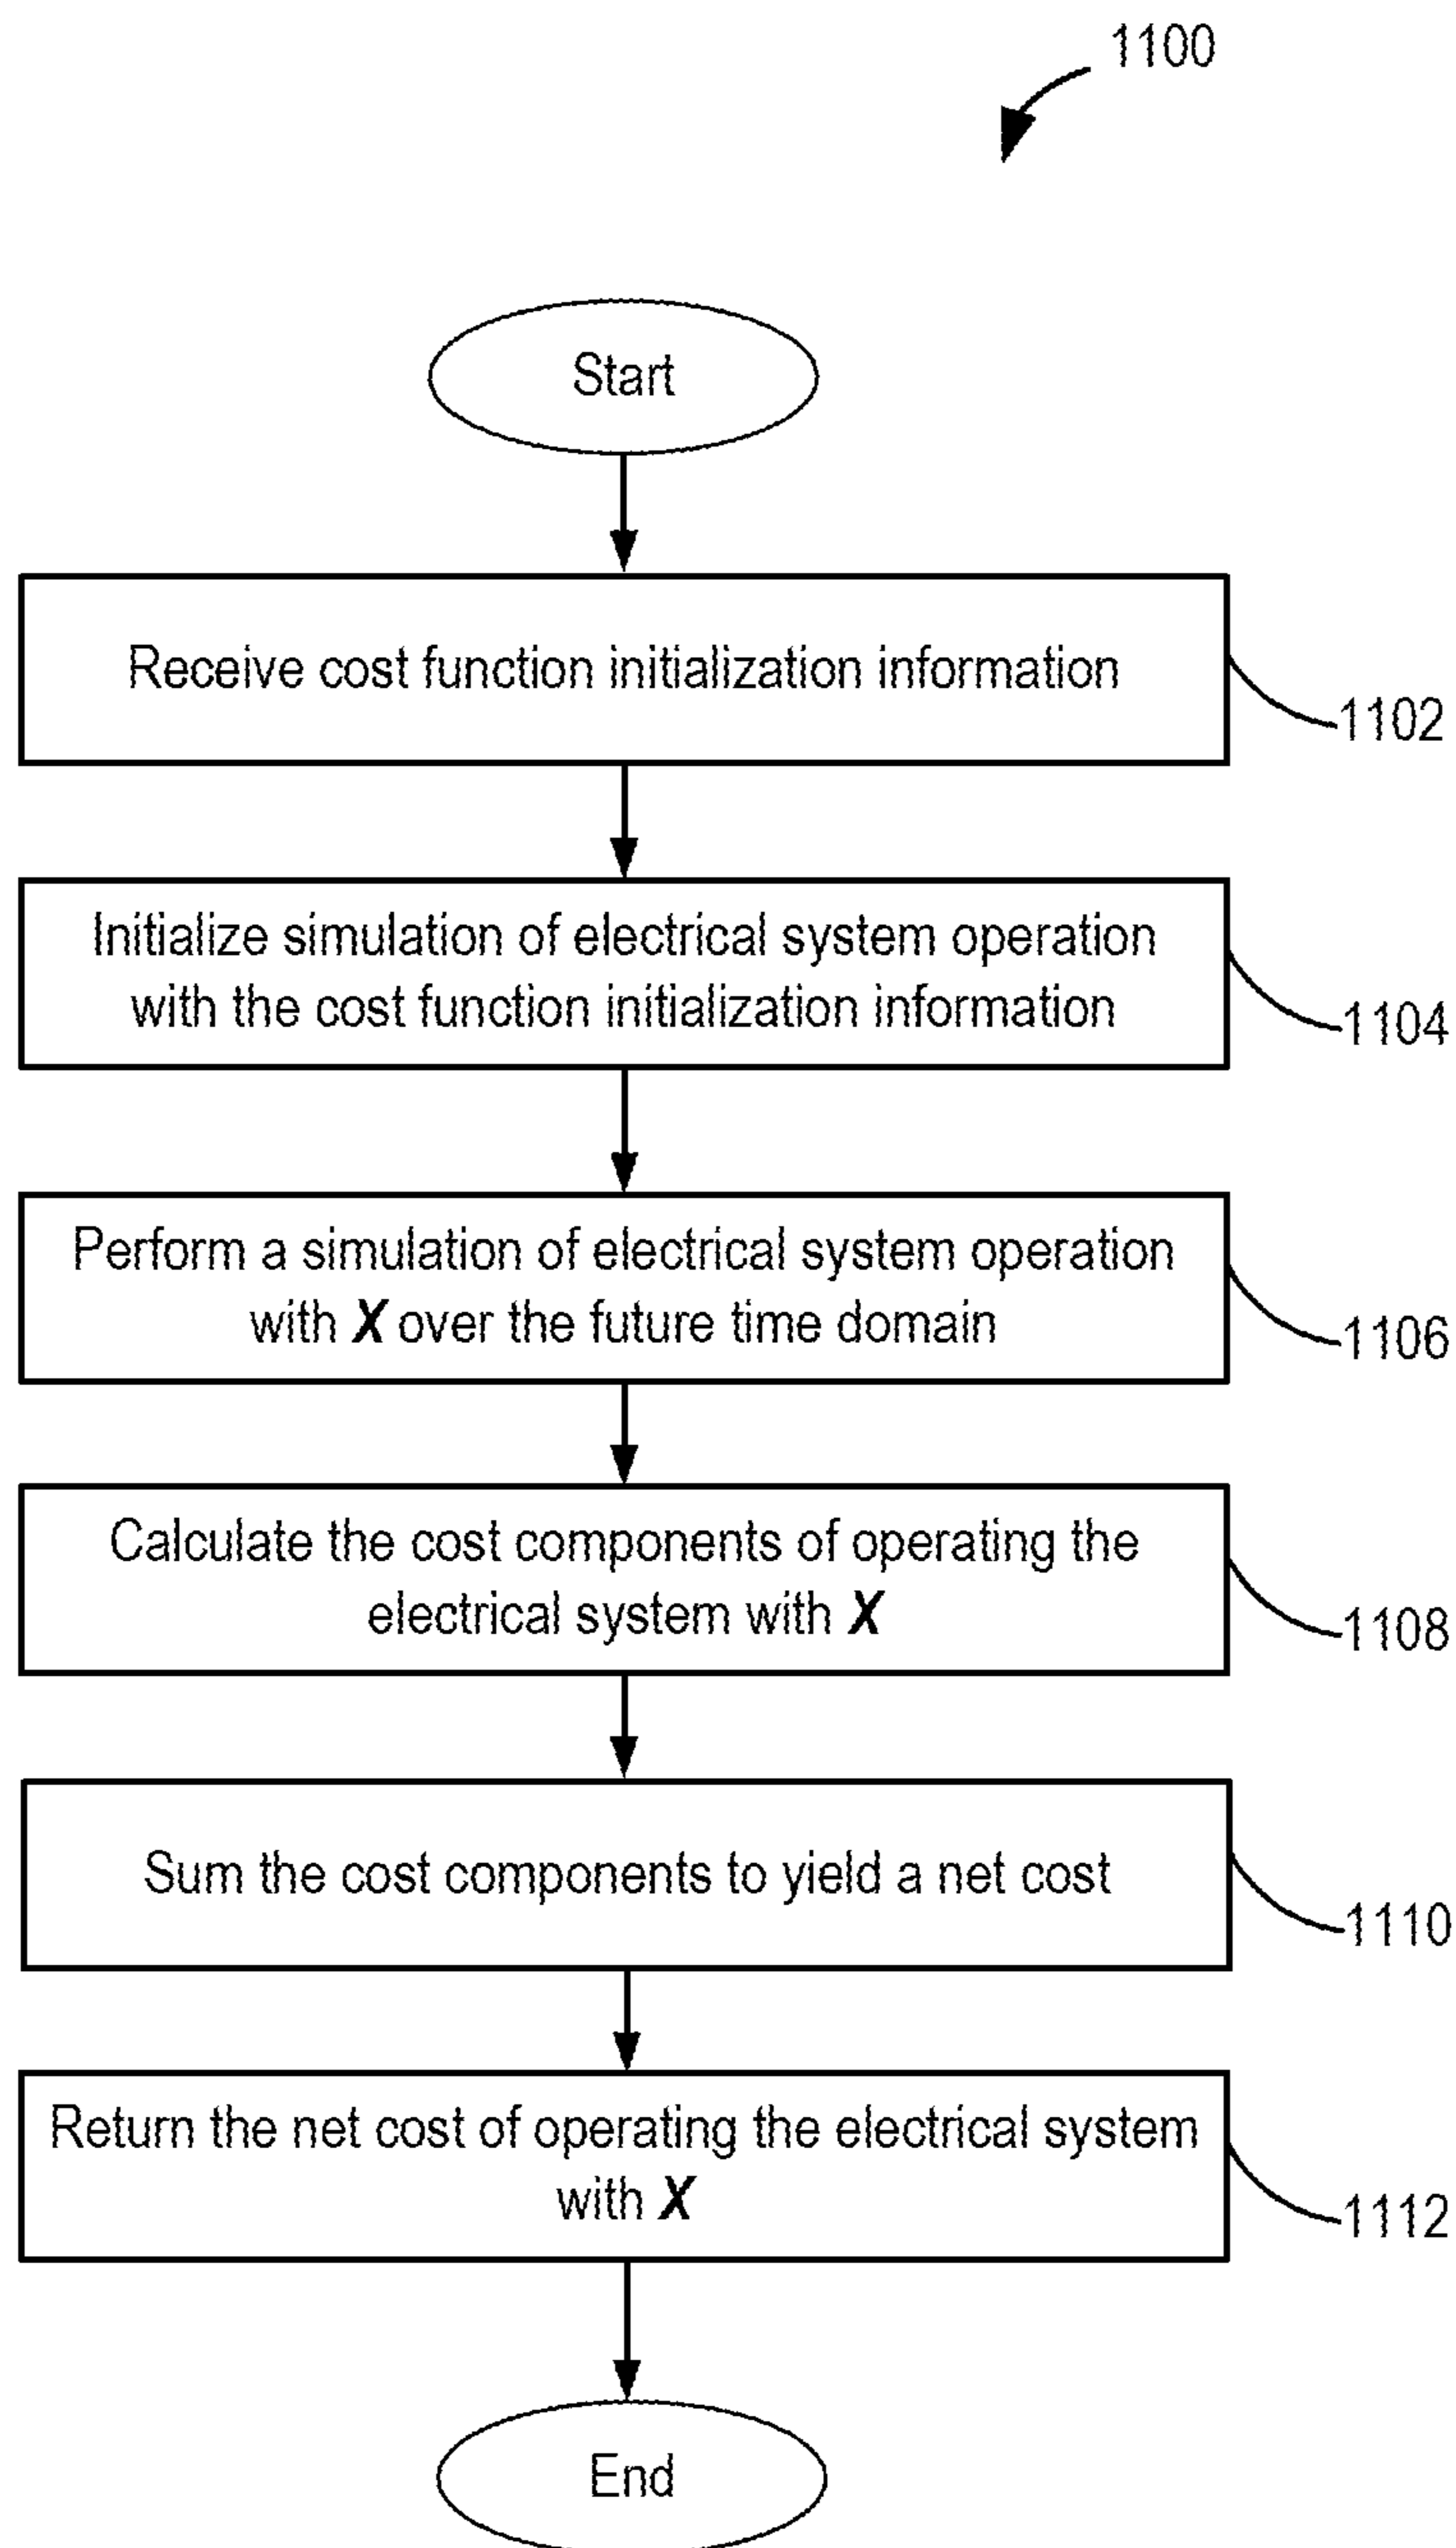 1100
Start
Receive cost function initialization information
1102
Initialize simulation of electrical system operation
with the cost function initialization information
1104
Perform a simulation of electrical system operation
with X over the future time domain
1106
Calculate the cost components of operating the
electrical system with X
1108
Sum the cost components to yield a net cost
1110
Return the net cost of operating the electrical system
with X
1112
End